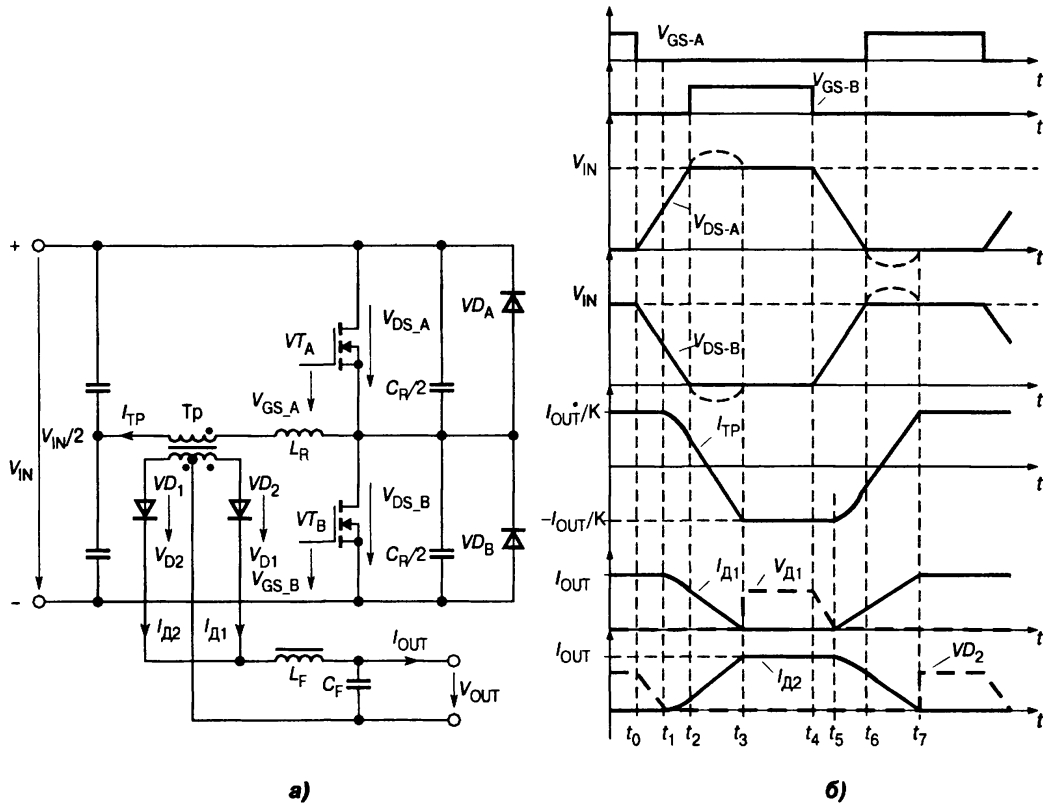 +
-
V_IN
V_IN/2
I_TP
Tp
L_R
VT_A
V_GS_A
V_DS_A
C_R/2
VD_A
VT_B
V_GS_B
V_DS_B
C_R/2
VD_B
VD_1
VD_2
V_D2
V_D1
I_Д2
I_Д1
L_F
C_F
I_OUT
V_OUT
а)
V_GS-A
t
V_GS-B
t
V_IN
V_DS-A
t
V_IN
V_DS-B
t
I_OUT/K
I_TP
t
–I_OUT/K
I_OUT
I_Д1
V_Д1
t
I_OUT
I_Д2
VD_2
t
t_0 t_1 t_2 t_3 t_4 t_5 t_6 t_7
б)